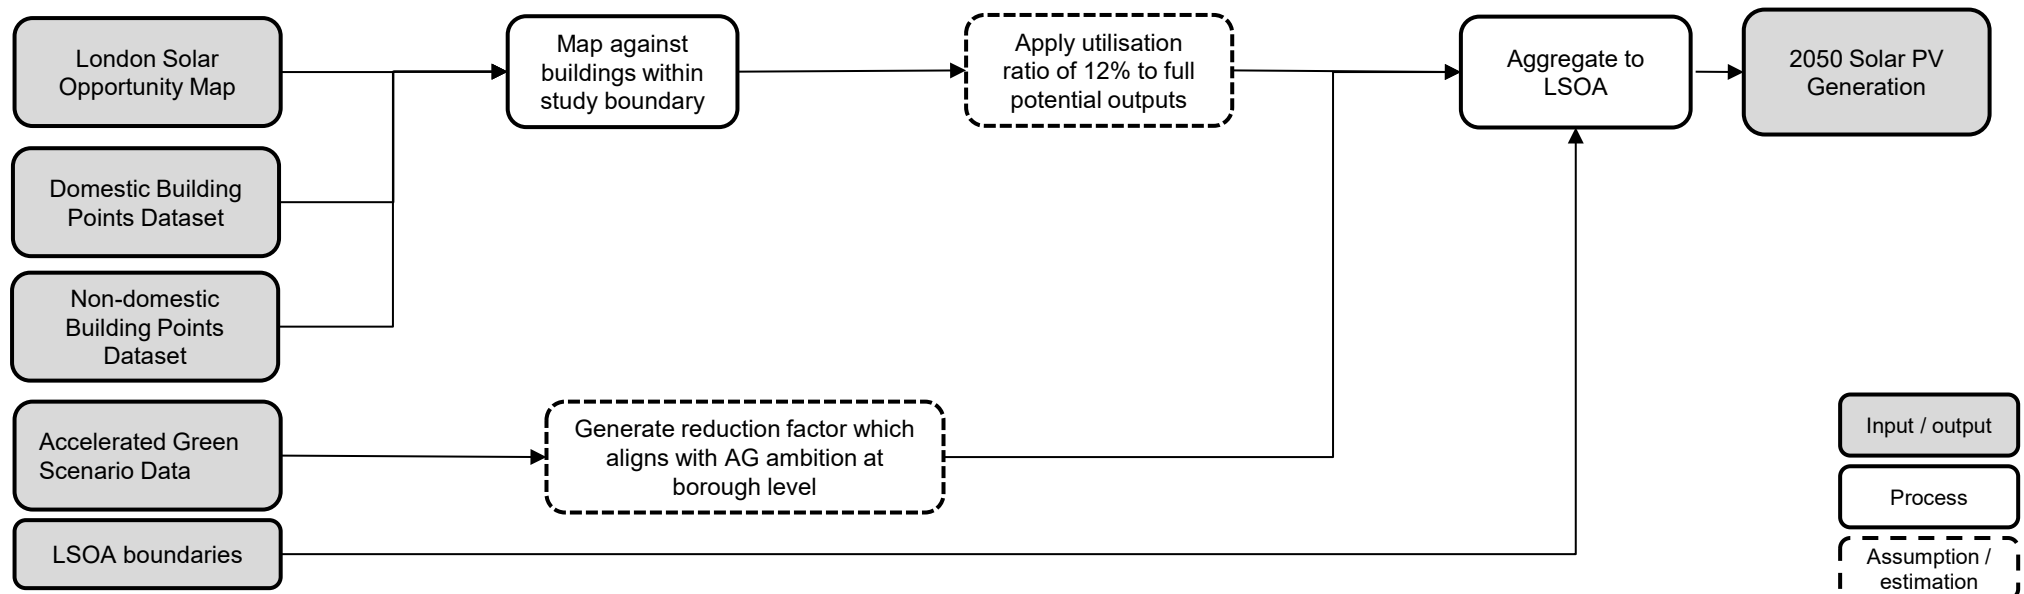 London Solar
Opportunity Map
Map against
buildings within
study boundary
Apply utilisation
ratio of 12% to full
potential outputs
Aggregate to
LSOA
2050 Solar PV
Generation
Domestic Building
Points Dataset
Non-domestic
Building Points
Dataset
Accelerated Green
Scenario Data
Generate reduction factor which
aligns with AG ambition at
borough level
LSOA boundaries
Input / output
Process
Assumption /
estimation